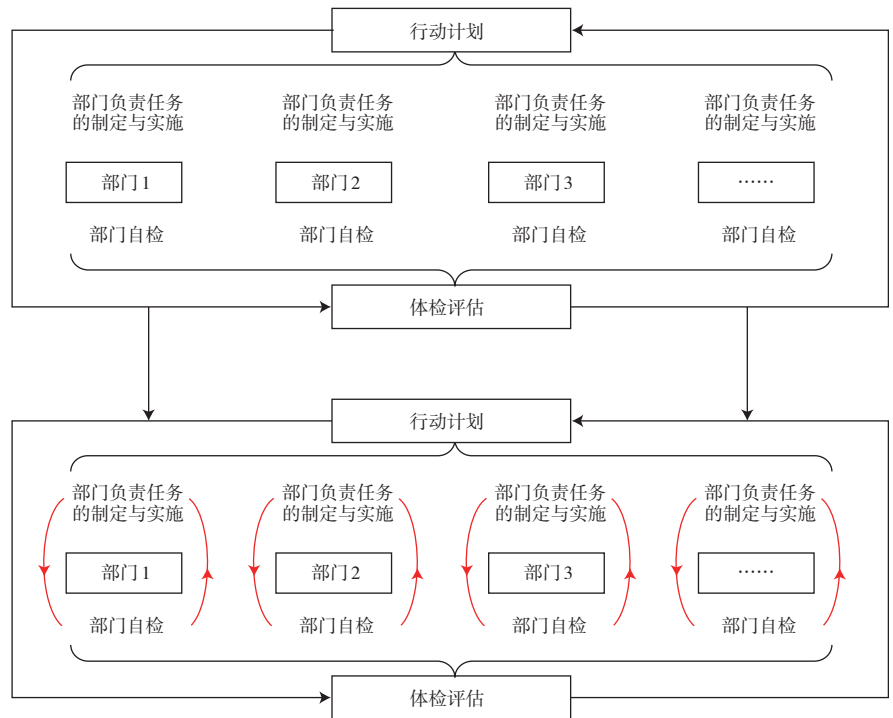 行动计划
部门负责任务 部门负责任务 部门负责任务 部门负责任务
的制定与实施 的制定与实施 的制定与实施 的制定与实施
部门1 部门2 部门3 ……
部门自检 部门自检 部门自检 部门自检
体检评估
行动计划
部门负责任务 部门负责任务 部门负责任务 部门负责任务
的制定与实施 的制定与实施 的制定与实施 的制定与实施
部门1 部门2 部门3 ……
部门自检 部门自检 部门自检 部门自检
体检评估